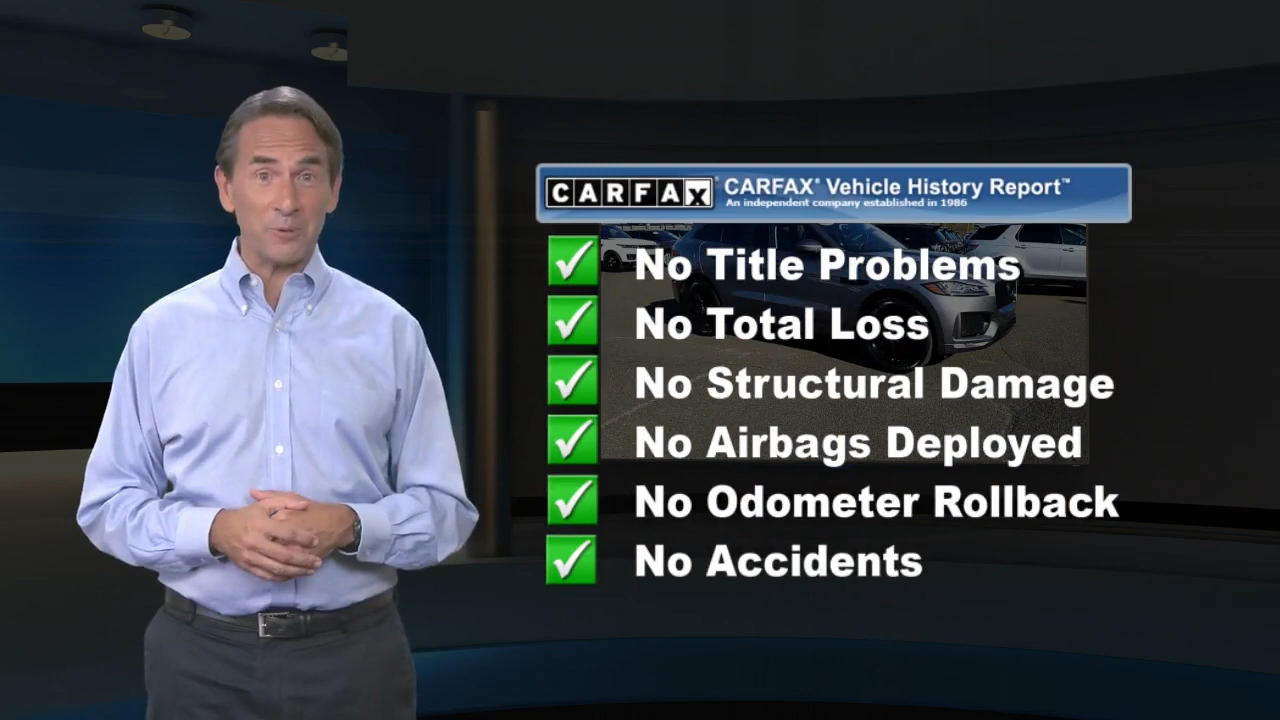 CARFAX
CARFAX® Vehicle History Report™
An independent company established in 1986
No Title Problems
No Total Loss
No Structural Damage
No Airbags Deployed
No Odometer Rollback
No Accidents